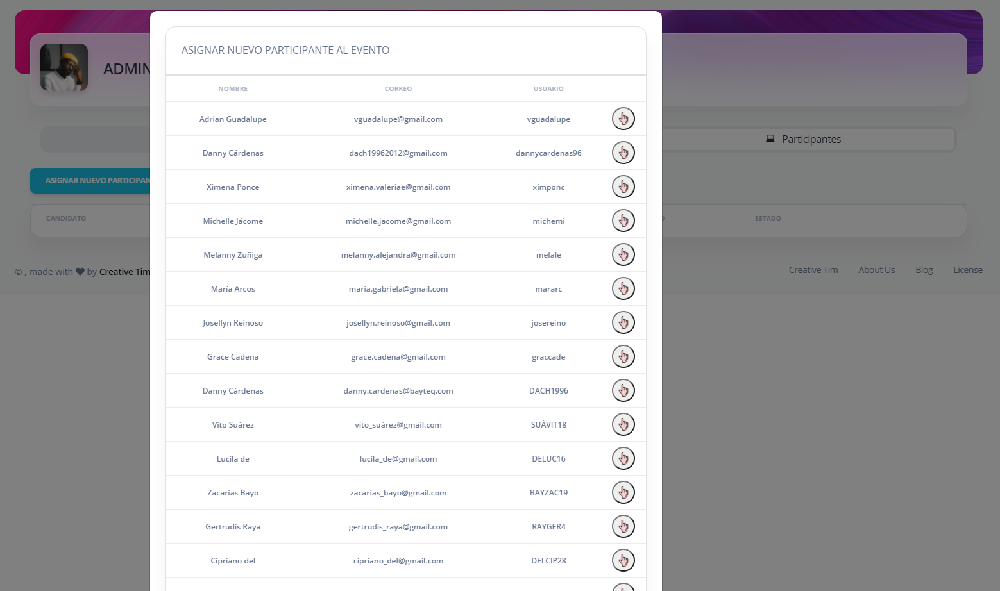 ADMIN
ASIGNAR NUEVO PARTICIPANTE AL EVENTO
NOMBRE CORREO USUARIO
Adrian Guadalupe vguadalupe@gmail.com vguadalupe
Danny Cárdenas dach19962012@gmail.com dannycardenas96
Ximena Ponce ximena.valeriae@gmail.com ximponc
Michelle Jácome michelle.jacome@gmail.com michemi
Melanny Zuñiga melanny.alejandra@gmail.com melale
María Arcos maria.gabriela@gmail.com mararc
Josellyn Reinoso josellyn.reinoso@gmail.com josereino
Grace Cadena grace.cadena@gmail.com graccade
Danny Cárdenas danny.cardenas@bayteq.com DACH1996
Vito Suárez vito_suárez@gmail.com SUÁVIT18
Lucila de lucila_de@gmail.com DELUC16
Zacarías Bayo zacarías_bayo@gmail.com BAYZAC19
Gertrudis Raya gertrudis_raya@gmail.com RAYGER4
Cipriano del cipriano_del@gmail.com DELCIP28
Participantes
ASIGNAR NUEVO PARTICIPAN
CANDIDATO O ESTADO
© , made with by Creative Tim
Creative Tim About Us Blog License